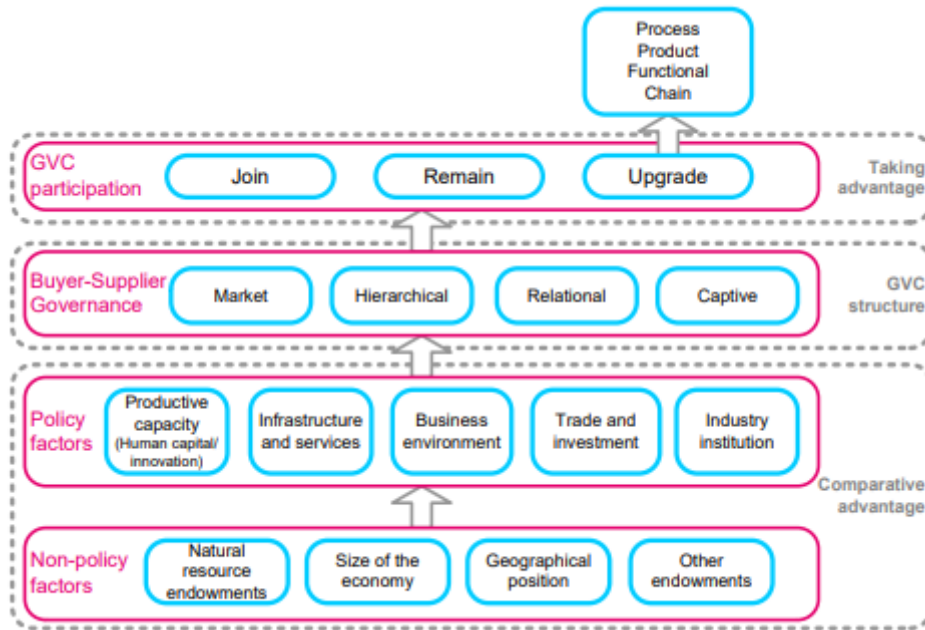 Process
Product
Functional
Chain
GVC
participation
Join
Remain
Upgrade
Taking
advantage
Buyer-Supplier
Governance
Market
Hierarchical
Relational
Captive
GVC
structure
Policy
factors
Productive
capacity
(Human capital/
innovation)
Infrastructure
and services
Business
environment
Trade and
investment
Industry
institution
Comparative
advantage
Non-policy
factors
Natural
resource
endowments
Size of the
economy
Geographical
position
Other
endowments